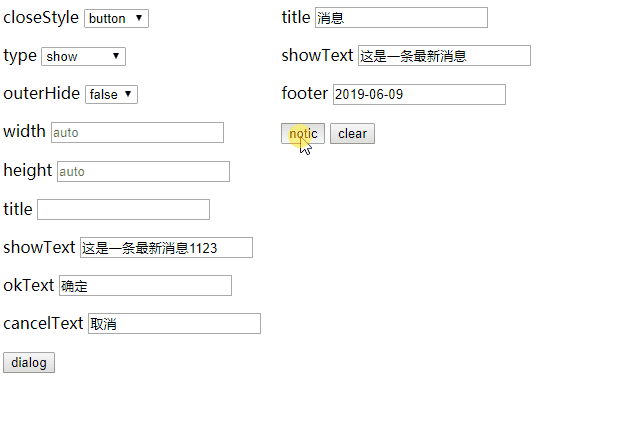 closeStyle button
type show
outerHide false
width auto
height auto
title
showText 这是一条最新消息1123
okText 确定
cancelText 取消
dialog
title 消息
showText 这是一条最新消息
footer 2019-06-09
notic clear